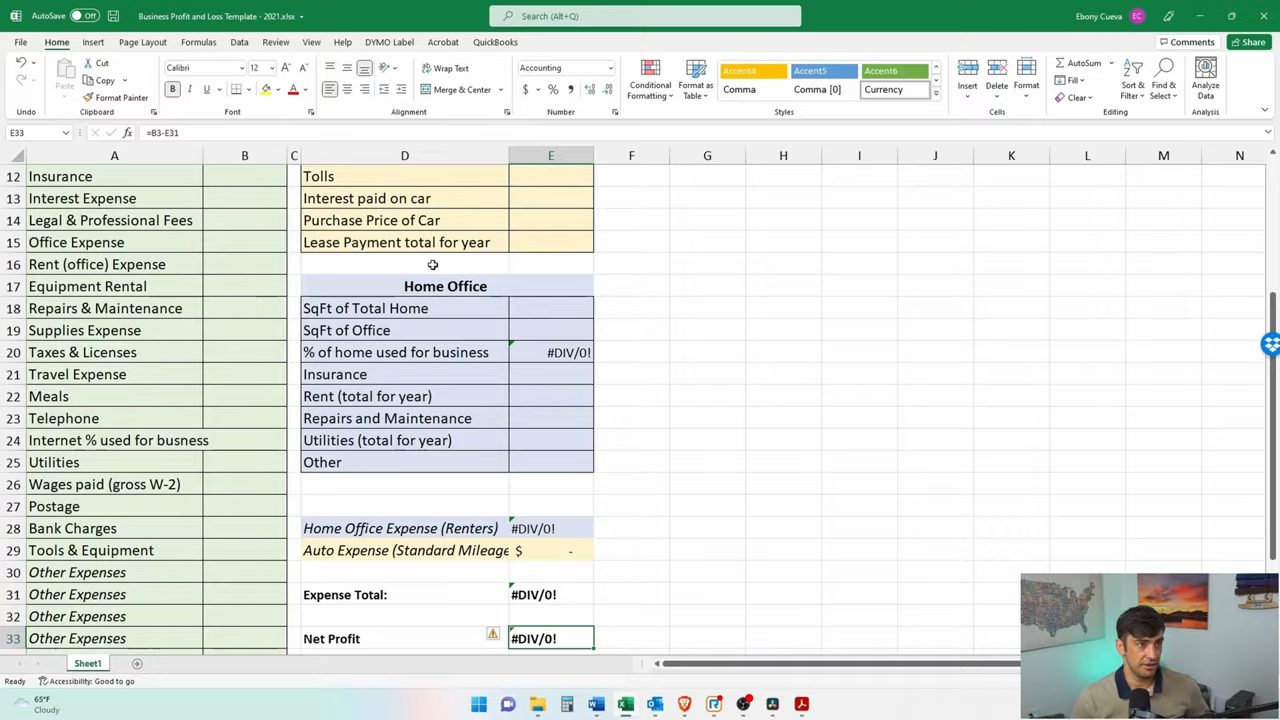 AutoSave Off Business Profit and Loss Template - 2021.xlsx Search (Alt+Q) Ebony Cueva EC
File Home Insert Page Layout Formulas Data Review View Help DYMO Label Acrobat QuickBooks Comments Share
Cut Calibri 12 Wrap Text Accounting Accent4 Accent5 Accent6 AutoSum
Copy Fill
Paste Format Painter Merge & Center Conditional Formatting Format as Table Comma Comma [0] Currency Insert Delete Format Clear Sort & Filter Find & Select Analyze Data
Undo Clipboard Font Alignment Number Styles Cells Editing Analysis
E33 fx =B3-E31
A B C D E F G H I J K L M N
12 Insurance Tolls
13 Interest Expense Interest paid on car
14 Legal & Professional Fees Purchase Price of Car
15 Office Expense Lease Payment total for year
16 Rent (office) Expense
17 Equipment Rental Home Office
18 Repairs & Maintenance SqFt of Total Home
19 Supplies Expense SqFt of Office
20 Taxes & Licenses % of home used for business #DIV/0!
21 Travel Expense Insurance
22 Meals Rent (total for year)
23 Telephone Repairs and Maintenance
24 Internet % used for busness Utilities (total for year)
25 Utilities Other
26 Wages paid (gross W-2)
27 Postage
28 Bank Charges Home Office Expense (Renters) #DIV/0!
29 Tools & Equipment Auto Expense (Standard Mileage $ -
30 Other Expenses
31 Other Expenses Expense Total: #DIV/0!
32 Other Expenses
33 Other Expenses Net Profit #DIV/0!
Sheet1
Ready Accessibility: Good to go
65°F
Cloudy